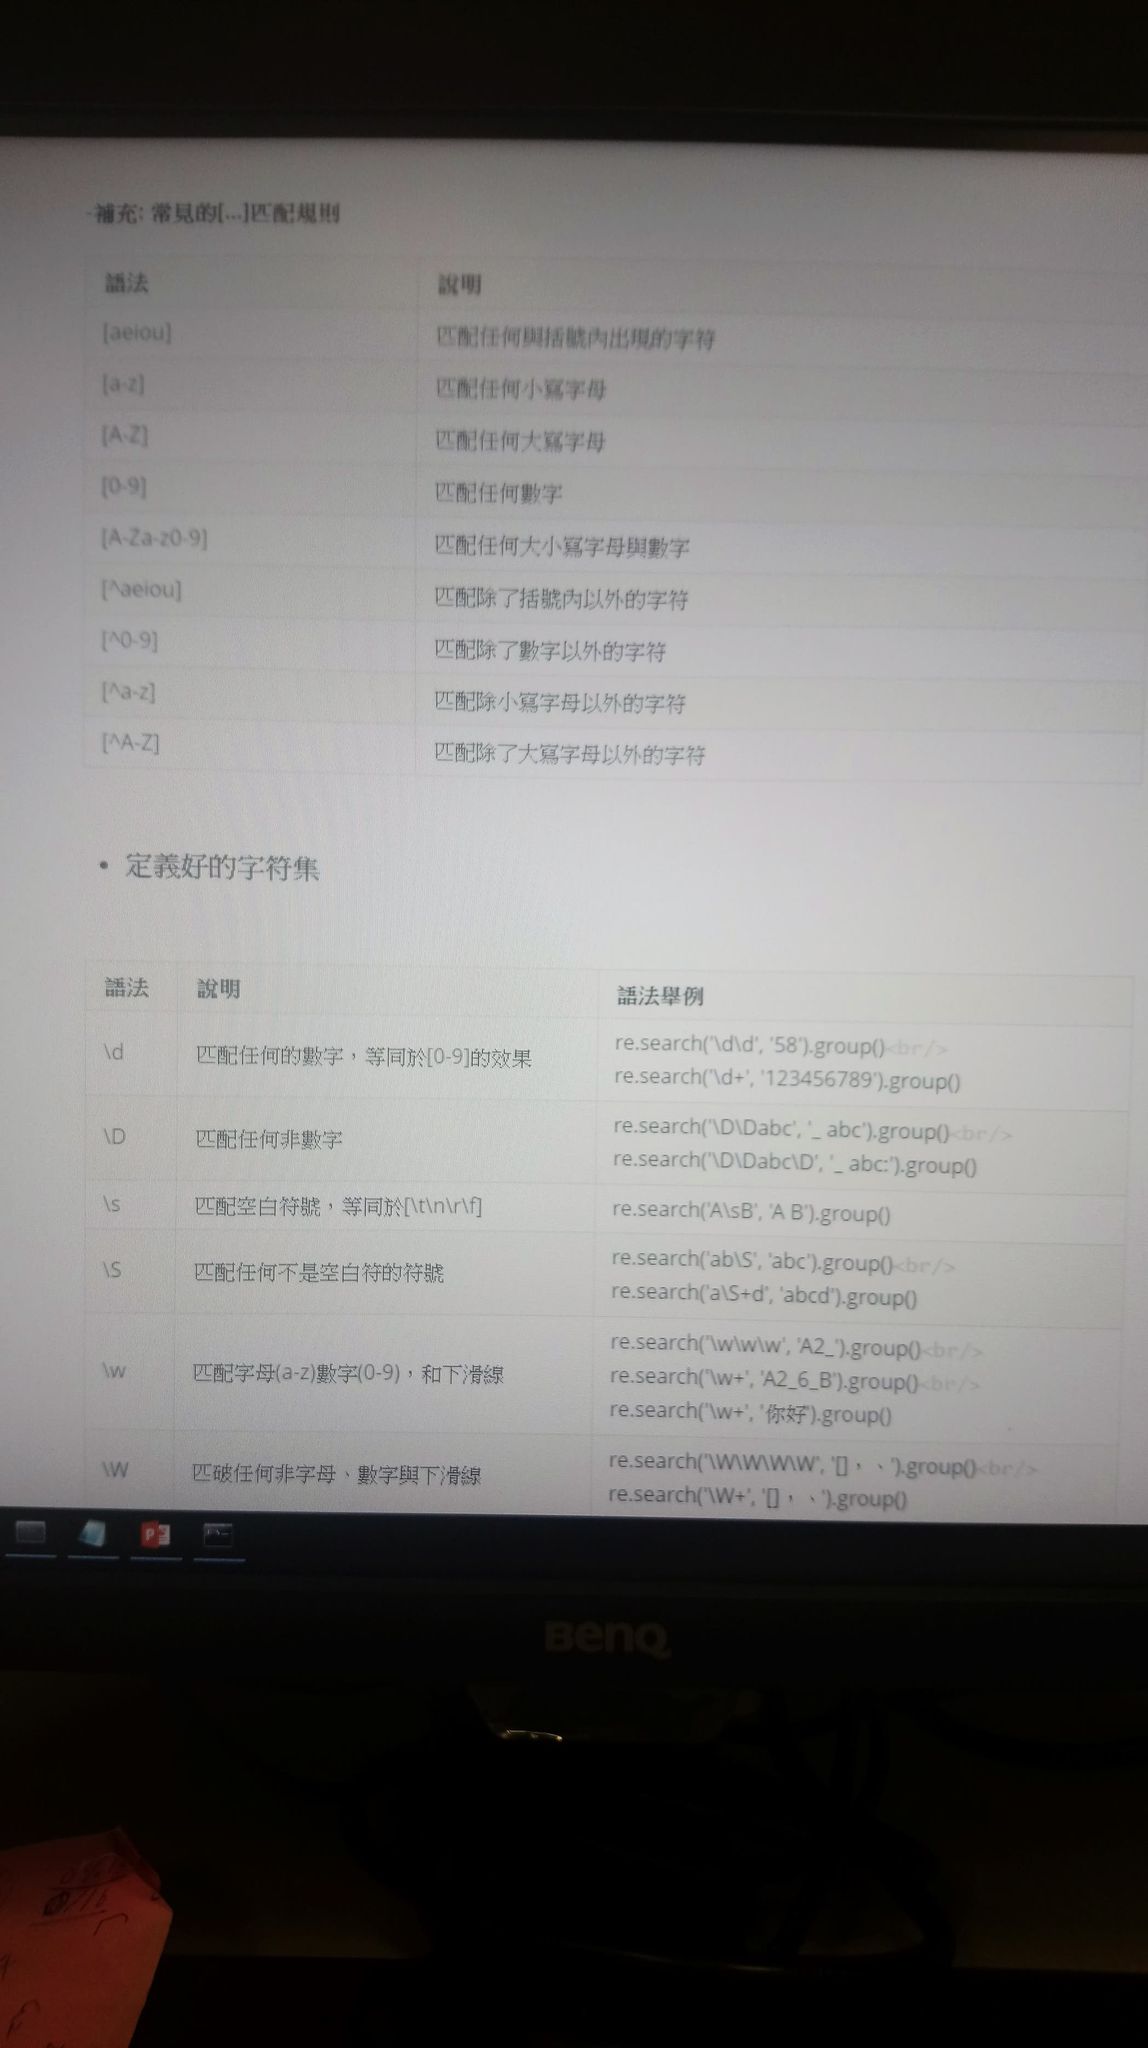 -補充: 常見的[...]匹配規則
語法 說明
[aeiou] 匹配任何與括號內出現的字符
[a-z] 匹配任何小寫字母
[A-Z] 匹配任何大寫字母
[0-9] 匹配任何數字
[A-Za-z0-9] 匹配任何大小寫字母與數字
[^aeiou] 匹配除了括號內以外的字符
[^0-9] 匹配除了數字以外的字符
[^a-z] 匹配除小寫字母以外的字符
[^A-Z] 匹配除了大寫字母以外的字符
• 定義好的字符集
語法 說明 語法舉例
\d 匹配任何的數字，等同於[0-9]的效果 re.search('\d\d', '58').group()<br/>
re.search('\d+', '123456789').group()
\D 匹配任何非數字 re.search('\D\Dabc', '_ abc').group()<br/>
re.search('\D\Dabc\D', '_ abc:').group()
\s 匹配空白符號，等同於[\t\n\r\f] re.search('A\sB', 'A B').group()
\S 匹配任何不是空白符的符號 re.search('ab\S', 'abc').group()<br/>
re.search('a\S+d', 'abcd').group()
\w 匹配字母(a-z)數字(0-9)，和下滑線 re.search('\w\w\w', 'A2_').group()<br/>
re.search('\w+', 'A2_6_B').group()<br/>
re.search('\w+', '你好').group()
\W 匹破任何非字母、數字與下滑線 re.search('\W\W\W\W', '[]，、').group()<br/>
re.search('\W+', '[]，、').group()
BenQ